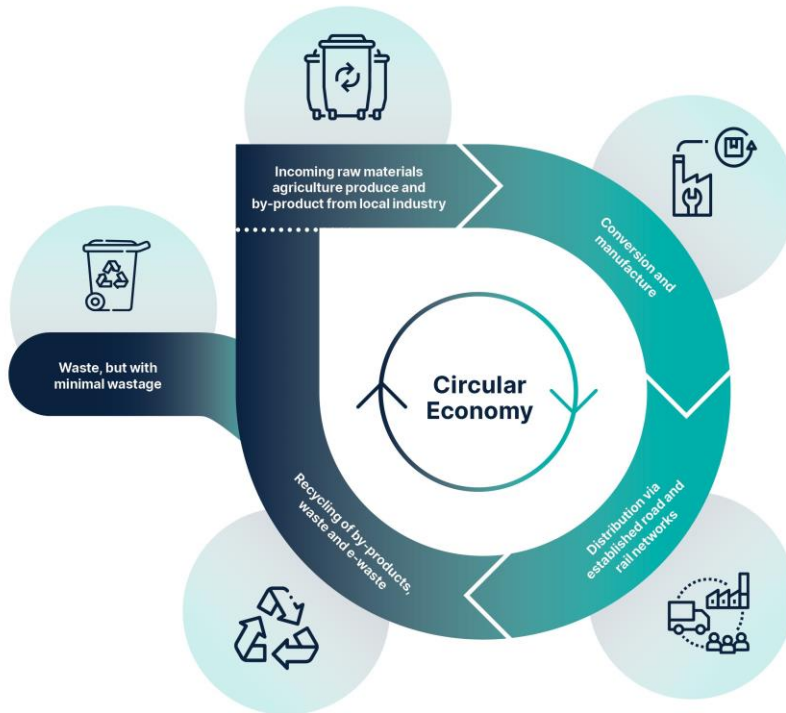 Incoming raw materials
agriculture produce and
by-product from local industry
Conversion and
manufacture
Waste, but with
minimal wastage
Circular
Economy
Distribution via
established road and
rail networks
Recycling of by-products,
waste and e-waste